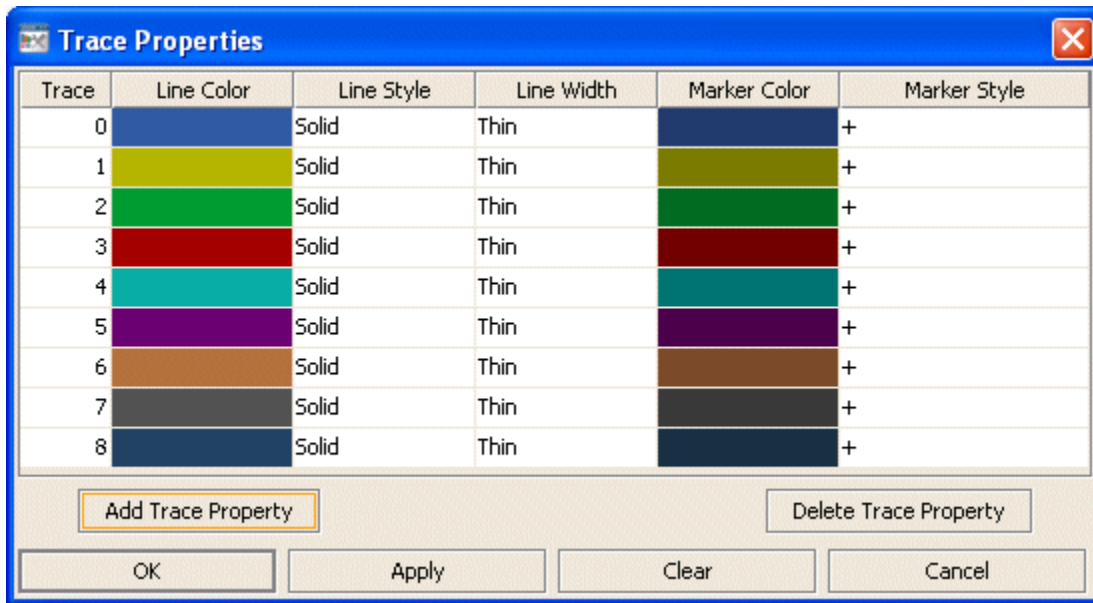 Trace Properties
Trace Line Color Line Style Line Width Marker Color Marker Style
0 Solid Thin +
1 Solid Thin +
2 Solid Thin +
3 Solid Thin +
4 Solid Thin +
5 Solid Thin +
6 Solid Thin +
7 Solid Thin +
8 Solid Thin +
Add Trace Property Delete Trace Property
OK Apply Clear Cancel